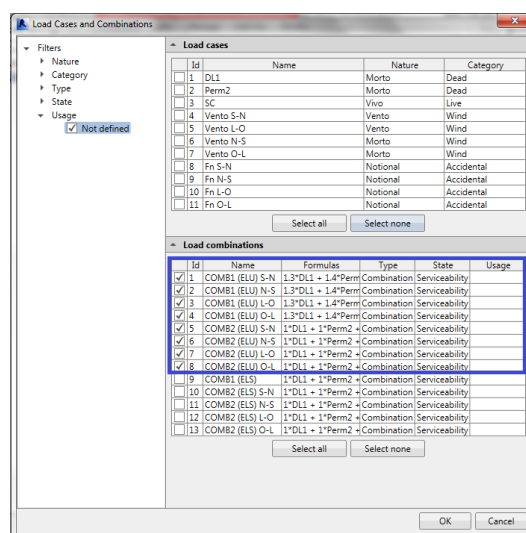 Load Cases and Combinations
Filters
Nature
Category
Type
State
Usage
Not defined
Load cases
Id Name Nature Category
1 DL1 Morto Dead
2 Perm2 Morto Dead
3 SC Vivo Live
4 Vento S-N Vento Wind
5 Vento L-O Vento Wind
6 Vento N-S Morto Wind
7 Vento O-L Morto Wind
8 Fn S-N Notional Accidental
9 Fn N-S Notional Accidental
10 Fn L-O Notional Accidental
11 Fn O-L Notional Accidental
Select all Select none
Load combinations
Id Name Formulas Type State Usage
1 COMB1 (ELU) S-N 1.3*DL1 + 1.4*Perm Combination Serviceability
2 COMB1 (ELU) N-S 1.3*DL1 + 1.4*Perm Combination Serviceability
3 COMB1 (ELU) L-O 1.3*DL1 + 1.4*Perm Combination Serviceability
4 COMB1 (ELU) O-L 1.3*DL1 + 1.4*Perm Combination Serviceability
5 COMB2 (ELU) S-N 1*DL1 + 1*Perm2 + Combination Serviceability
6 COMB2 (ELU) N-S 1*DL1 + 1*Perm2 + Combination Serviceability
7 COMB2 (ELU) L-O 1*DL1 + 1*Perm2 + Combination Serviceability
8 COMB2 (ELU) O-L 1*DL1 + 1*Perm2 + Combination Serviceability
9 COMB1 (ELS) 1*DL1 + 1*Perm2 + Combination Serviceability
10 COMB2 (ELS) S-N 1*DL1 + 1*Perm2 + Combination Serviceability
11 COMB2 (ELS) N-S 1*DL1 + 1*Perm2 + Combination Serviceability
12 COMB2 (ELS) L-O 1*DL1 + 1*Perm2 + Combination Serviceability
13 COMB2 (ELS) O-L 1*DL1 + 1*Perm2 + Combination Serviceability
Select all Select none
OK Cancel